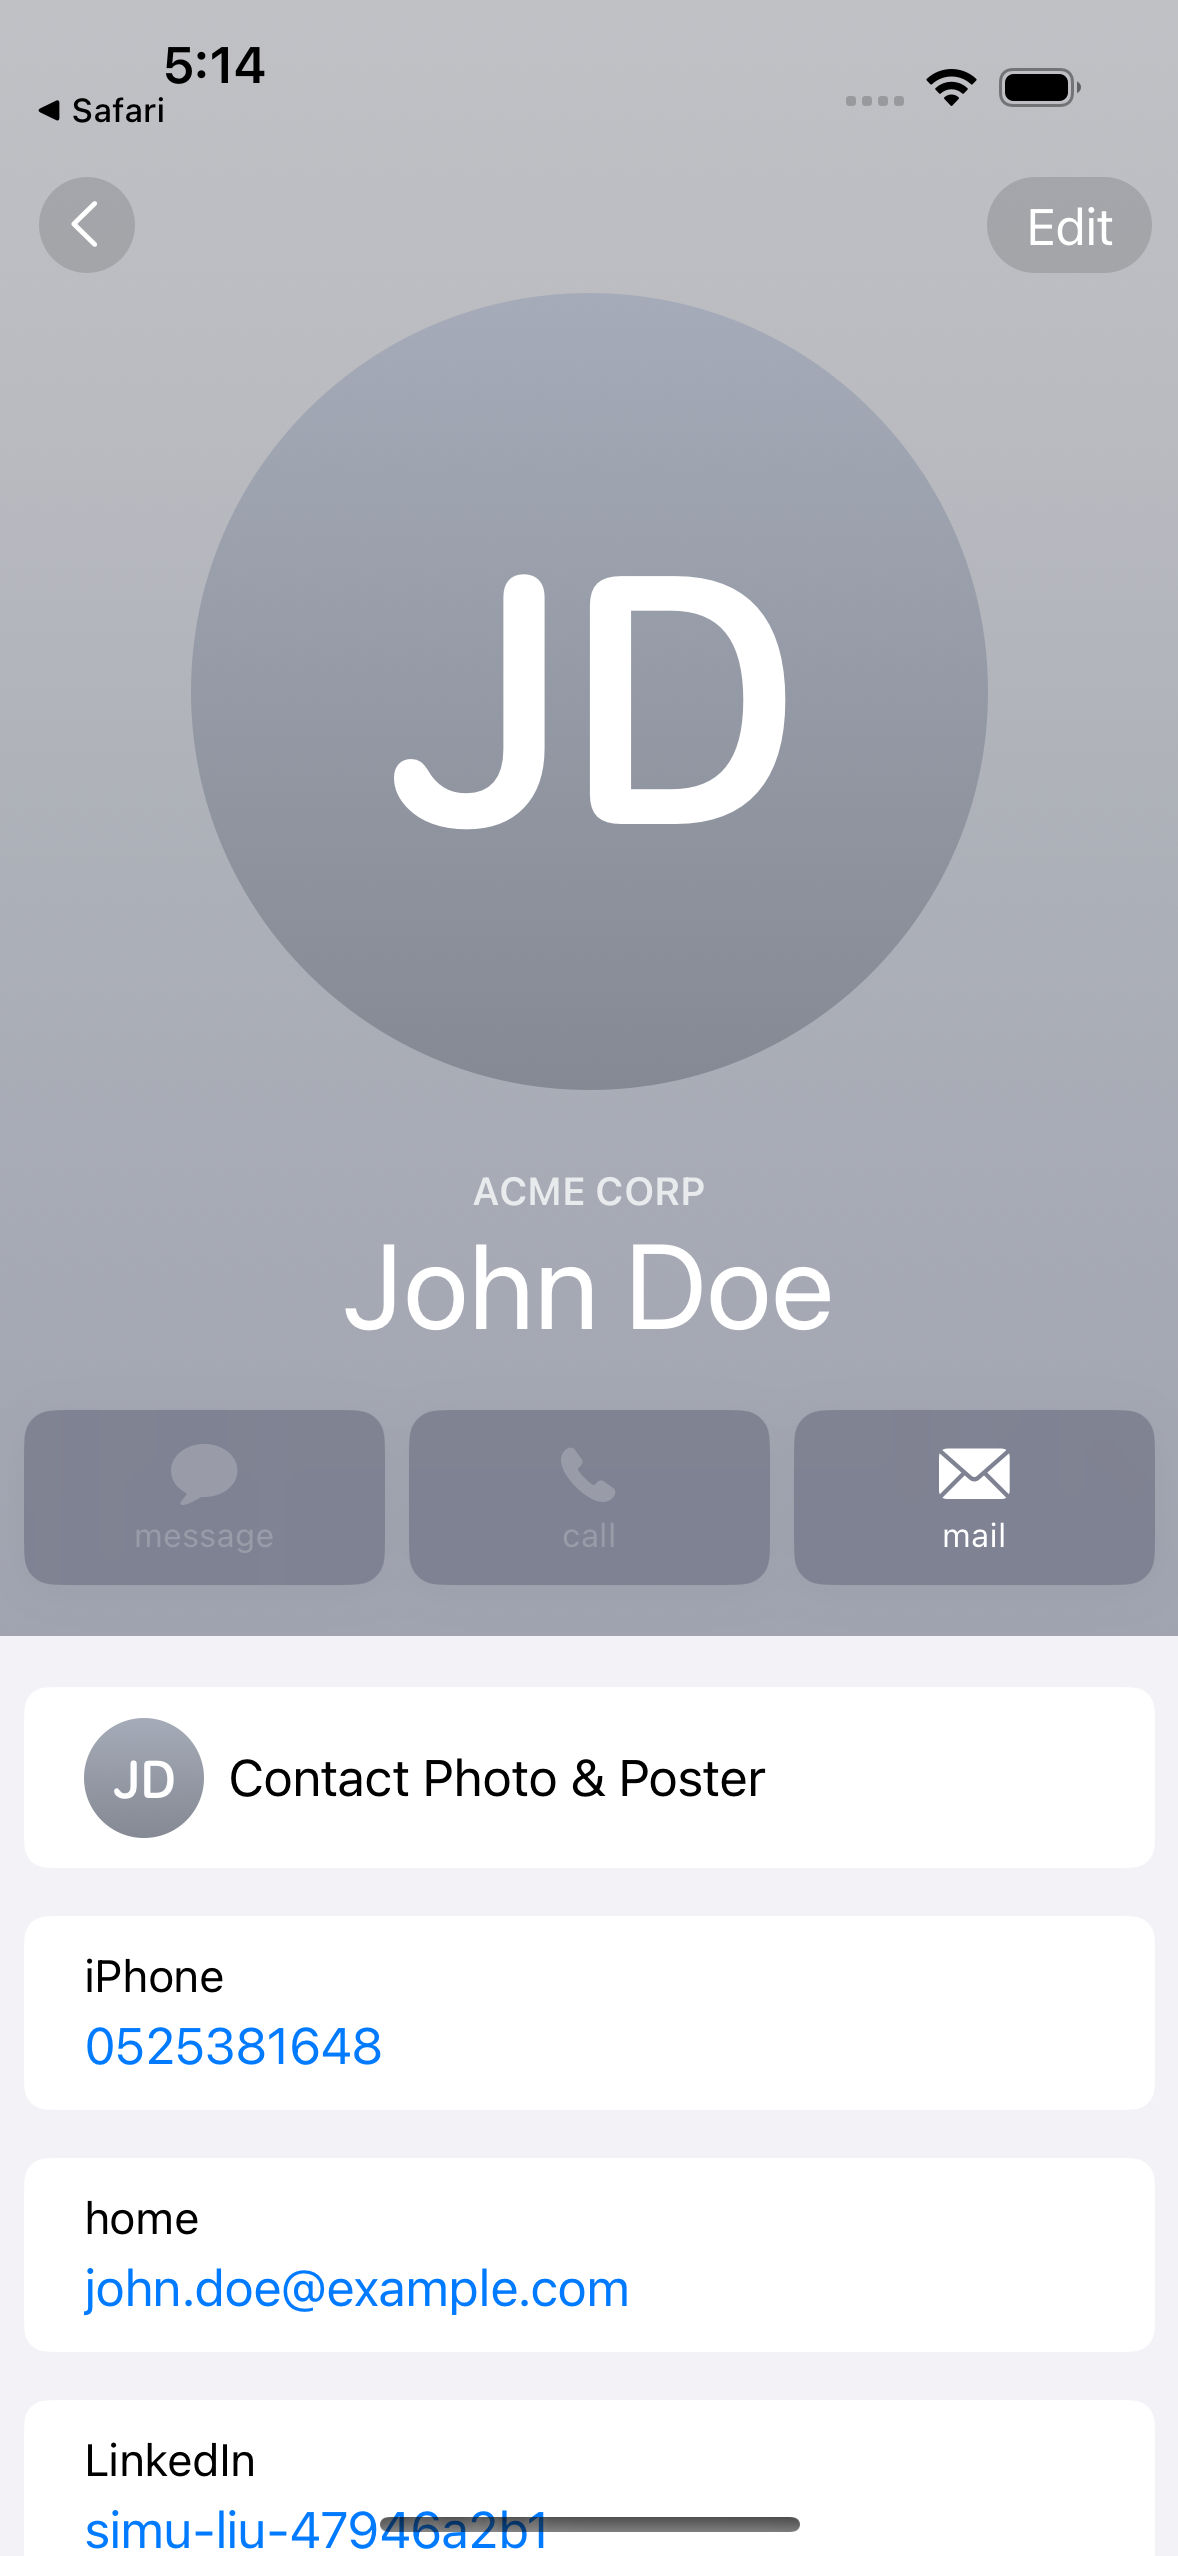 5:14
Safari
Edit
JD
ACME CORP
John Doe
message
call
mail
JD
Contact Photo & Poster
iPhone
0525381648
home
john.doe@example.com
LinkedIn
simu-liu-47946a2b1